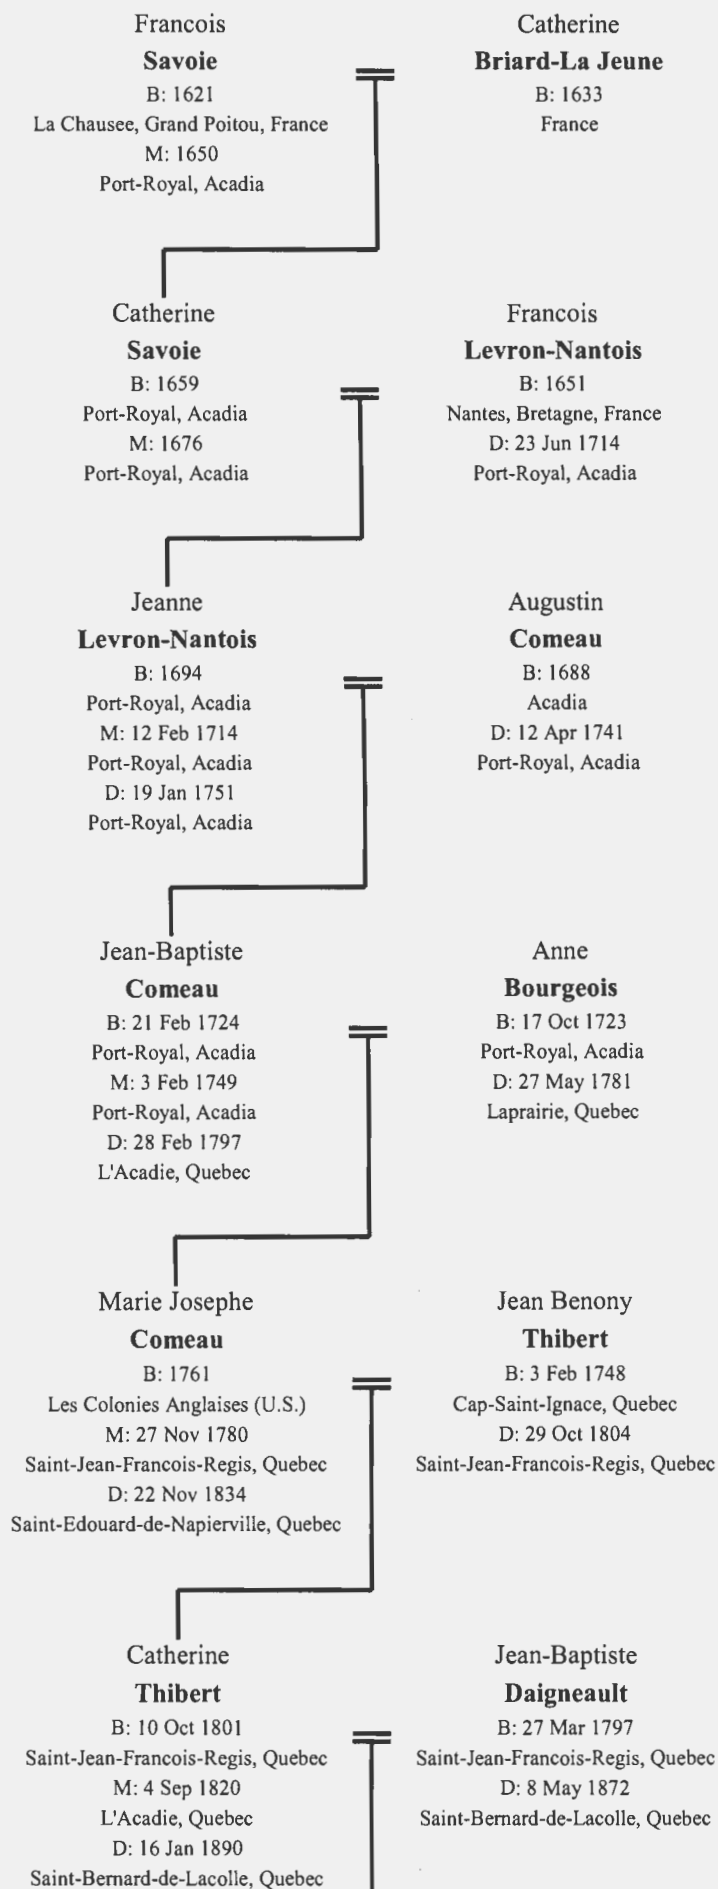 Francois
Savoie
B: 1621
La Chausee, Grand Poitou, France
M: 1650
Port-Royal, Acadia
Catherine
Briard-La Jeune
B: 1633
France
Catherine
Savoie
B: 1659
Port-Royal, Acadia
M: 1676
Port-Royal, Acadia
Francois
Levron-Nantois
B: 1651
Nantes, Bretagne, France
D: 23 Jun 1714
Port-Royal, Acadia
Jeanne
Levron-Nantois
B: 1694
Port-Royal, Acadia
M: 12 Feb 1714
Port-Royal, Acadia
D: 19 Jan 1751
Port-Royal, Acadia
Augustin
Comeau
B: 1688
Acadia
D: 12 Apr 1741
Port-Royal, Acadia
Jean-Baptiste
Comeau
B: 21 Feb 1724
Port-Royal, Acadia
M: 3 Feb 1749
Port-Royal, Acadia
D: 28 Feb 1797
L'Acadie, Quebec
Anne
Bourgeois
B: 17 Oct 1723
Port-Royal, Acadia
D: 27 May 1781
Laprairie, Quebec
Marie Josephe
Comeau
B: 1761
Les Colonies Anglaises (U.S.)
M: 27 Nov 1780
Saint-Jean-Francois-Regis, Quebec
D: 22 Nov 1834
Saint-Edouard-de-Napierville, Quebec
Jean Benony
Thibert
B: 3 Feb 1748
Cap-Saint-Ignace, Quebec
D: 29 Oct 1804
Saint-Jean-Francois-Regis, Quebec
Catherine
Thibert
B: 10 Oct 1801
Saint-Jean-Francois-Regis, Quebec
M: 4 Sep 1820
L'Acadie, Quebec
D: 16 Jan 1890
Saint-Bernard-de-Lacolle, Quebec
Jean-Baptiste
Daigneault
B: 27 Mar 1797
Saint-Jean-Francois-Regis, Quebec
D: 8 May 1872
Saint-Bernard-de-Lacolle, Quebec